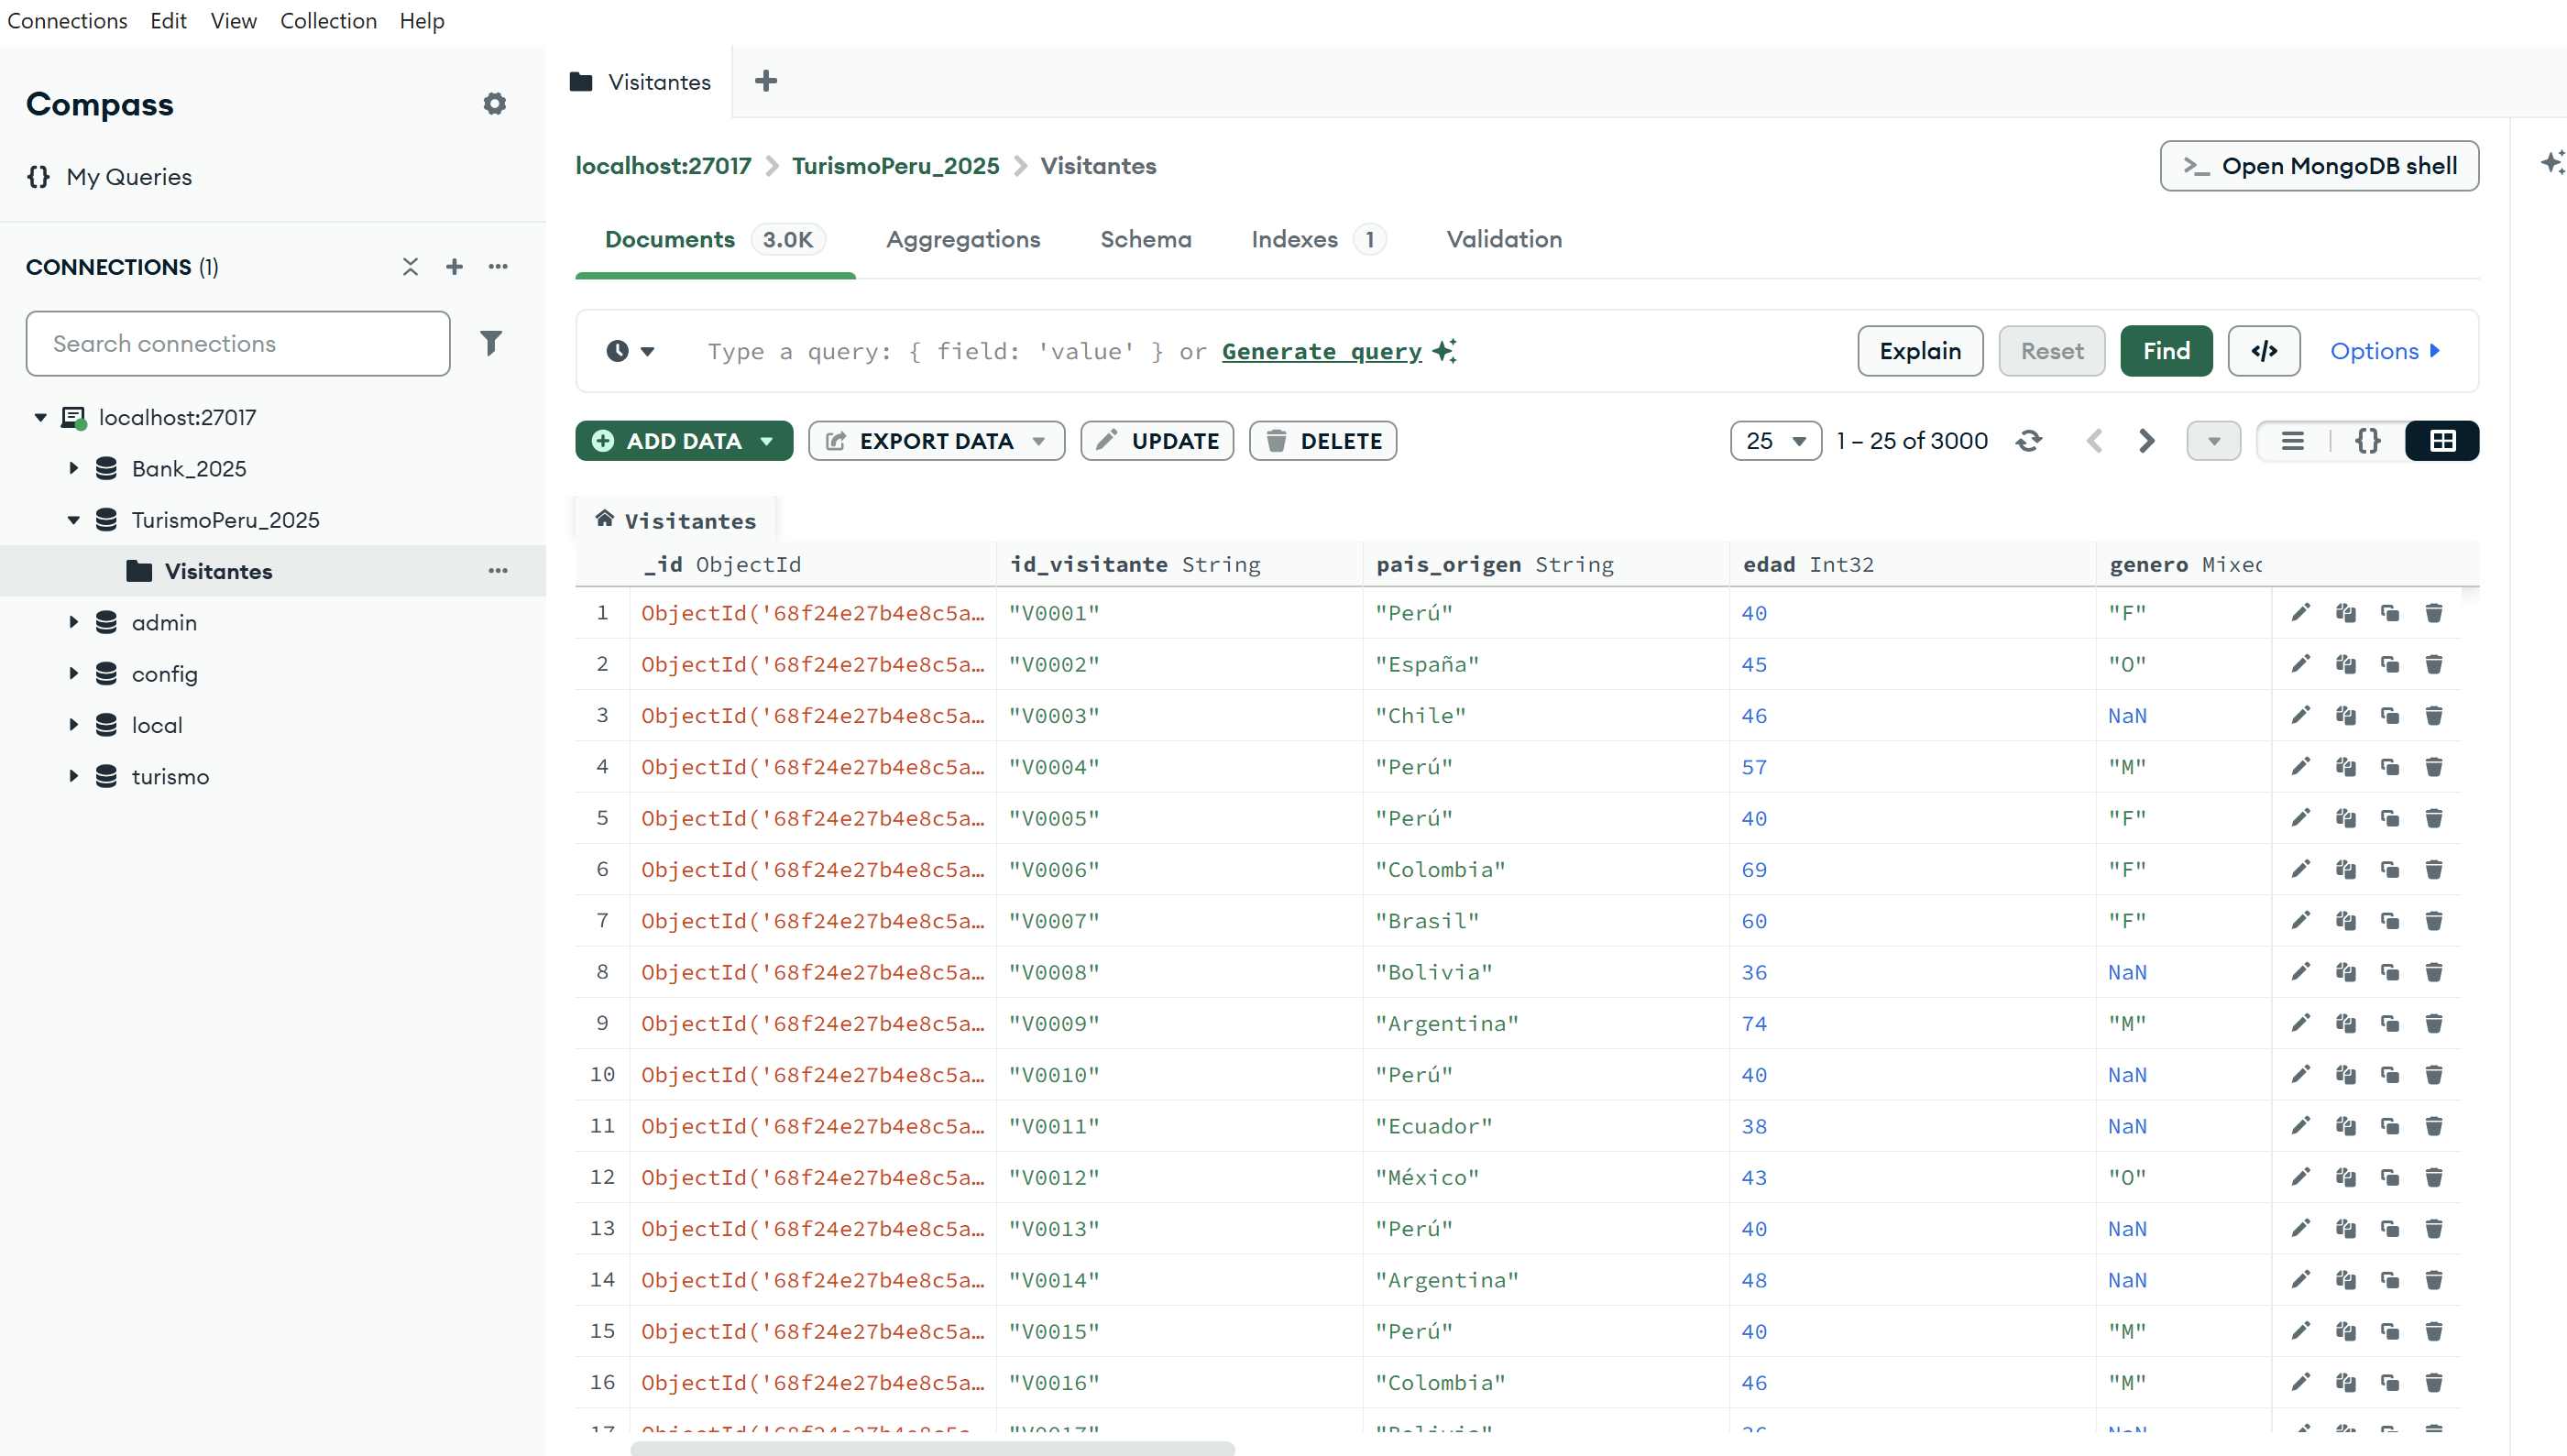 Connections Edit View Collection Help
Compass
{} My Queries
CONNECTIONS (1)
Search connections
localhost:27017
Bank_2025
TurismoPeru_2025
Visitantes
admin
config
local
turismo
Visitantes
localhost:27017 > TurismoPeru_2025 > Visitantes
>_ Open MongoDB shell
Documents 3.0K Aggregations Schema Indexes 1 Validation
Type a query: { field: 'value' } or Generate query
Explain Reset Find </> Options
ADD DATA EXPORT DATA UPDATE DELETE
25 1 – 25 of 3000 {}
Visitantes
_id ObjectId id_visitante String pais_origen String edad Int32 genero Mixed
1 ObjectId('68f24e27b4e8c5a… "V0001" "Perú" 40 "F"
2 ObjectId('68f24e27b4e8c5a… "V0002" "España" 45 "O"
3 ObjectId('68f24e27b4e8c5a… "V0003" "Chile" 46 NaN
4 ObjectId('68f24e27b4e8c5a… "V0004" "Perú" 57 "M"
5 ObjectId('68f24e27b4e8c5a… "V0005" "Perú" 40 "F"
6 ObjectId('68f24e27b4e8c5a… "V0006" "Colombia" 69 "F"
7 ObjectId('68f24e27b4e8c5a… "V0007" "Brasil" 60 "F"
8 ObjectId('68f24e27b4e8c5a… "V0008" "Bolivia" 36 NaN
9 ObjectId('68f24e27b4e8c5a… "V0009" "Argentina" 74 "M"
10 ObjectId('68f24e27b4e8c5a… "V0010" "Perú" 40 NaN
11 ObjectId('68f24e27b4e8c5a… "V0011" "Ecuador" 38 NaN
12 ObjectId('68f24e27b4e8c5a… "V0012" "México" 43 "O"
13 ObjectId('68f24e27b4e8c5a… "V0013" "Perú" 40 NaN
14 ObjectId('68f24e27b4e8c5a… "V0014" "Argentina" 48 NaN
15 ObjectId('68f24e27b4e8c5a… "V0015" "Perú" 40 "M"
16 ObjectId('68f24e27b4e8c5a… "V0016" "Colombia" 46 "M"